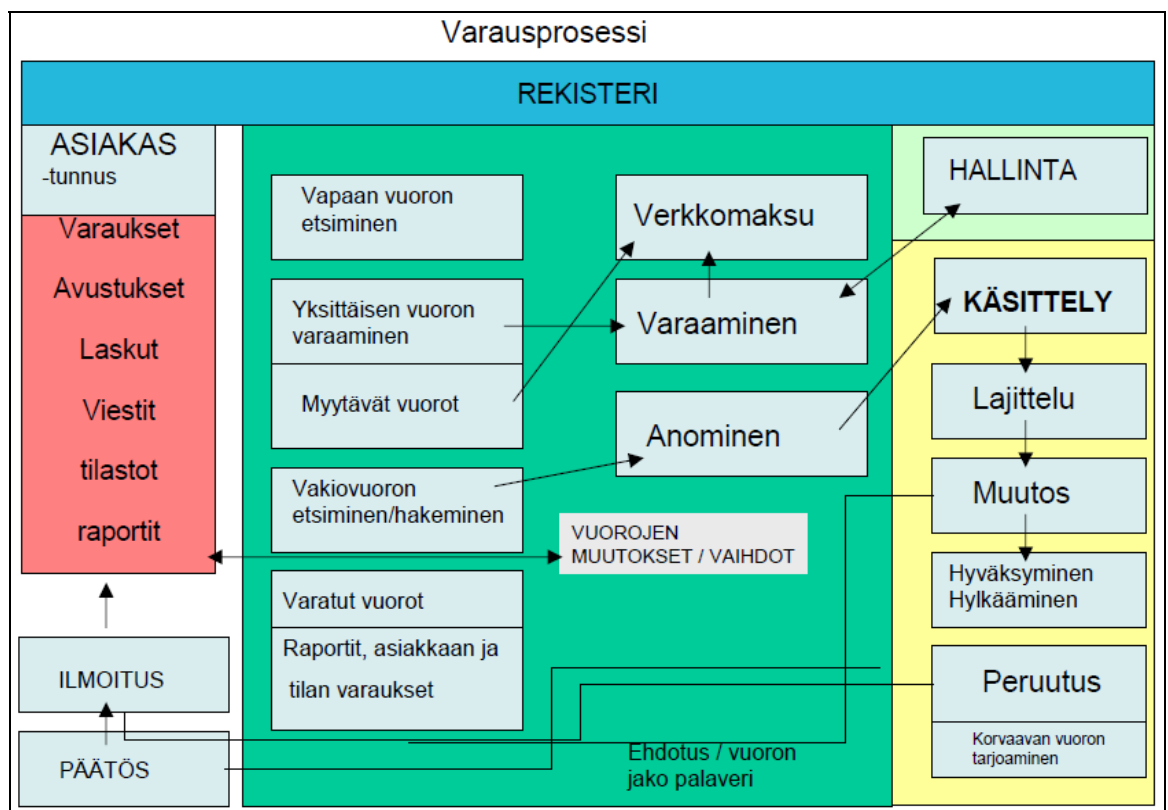 Varausprosessi
REKISTERI
ASIAKAS
-tunnus
Varaukset
Avustukset
Laskut
Viestit
tilastot
raportit
ILMOITUS
PÄÄTÖS
Vapaan vuoron
etsiminen
Yksittäisen vuoron
varaaminen
Myytävät vuorot
Vakiovuoron
etsiminen/hakeminen
Varatut vuorot
Raportit, asiakkaan ja
tilan varaukset
Verkkomaksu
Varaaminen
Anominen
VUOROJEN
MUUTOKSET / VAIHDOT
Ehdotus / vuoron
jako palaveri
HALLINTA
KÄSITTELY
Lajittelu
Muutos
Hyväksyminen
Hylkääminen
Peruutus
Korvaavan vuoron
tarjoaminen